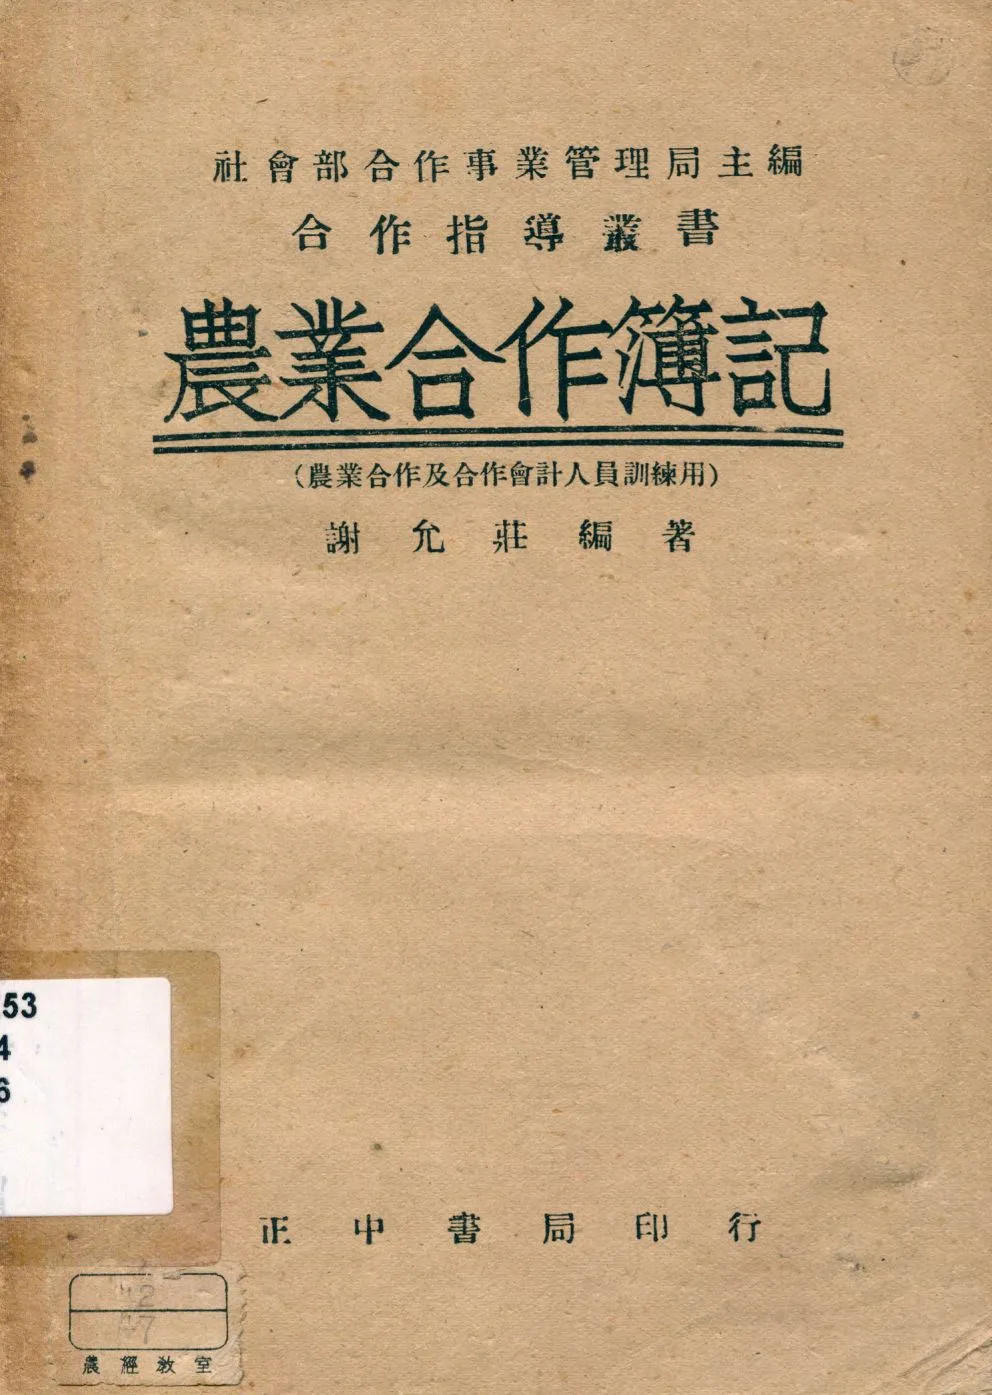 社會部合作事業管理局主編
合作指導叢書
農業合作簿記
（農業合作及合作會計人員訓練用）
謝允莊編著
53
4
6
正中書局印行
農經教室